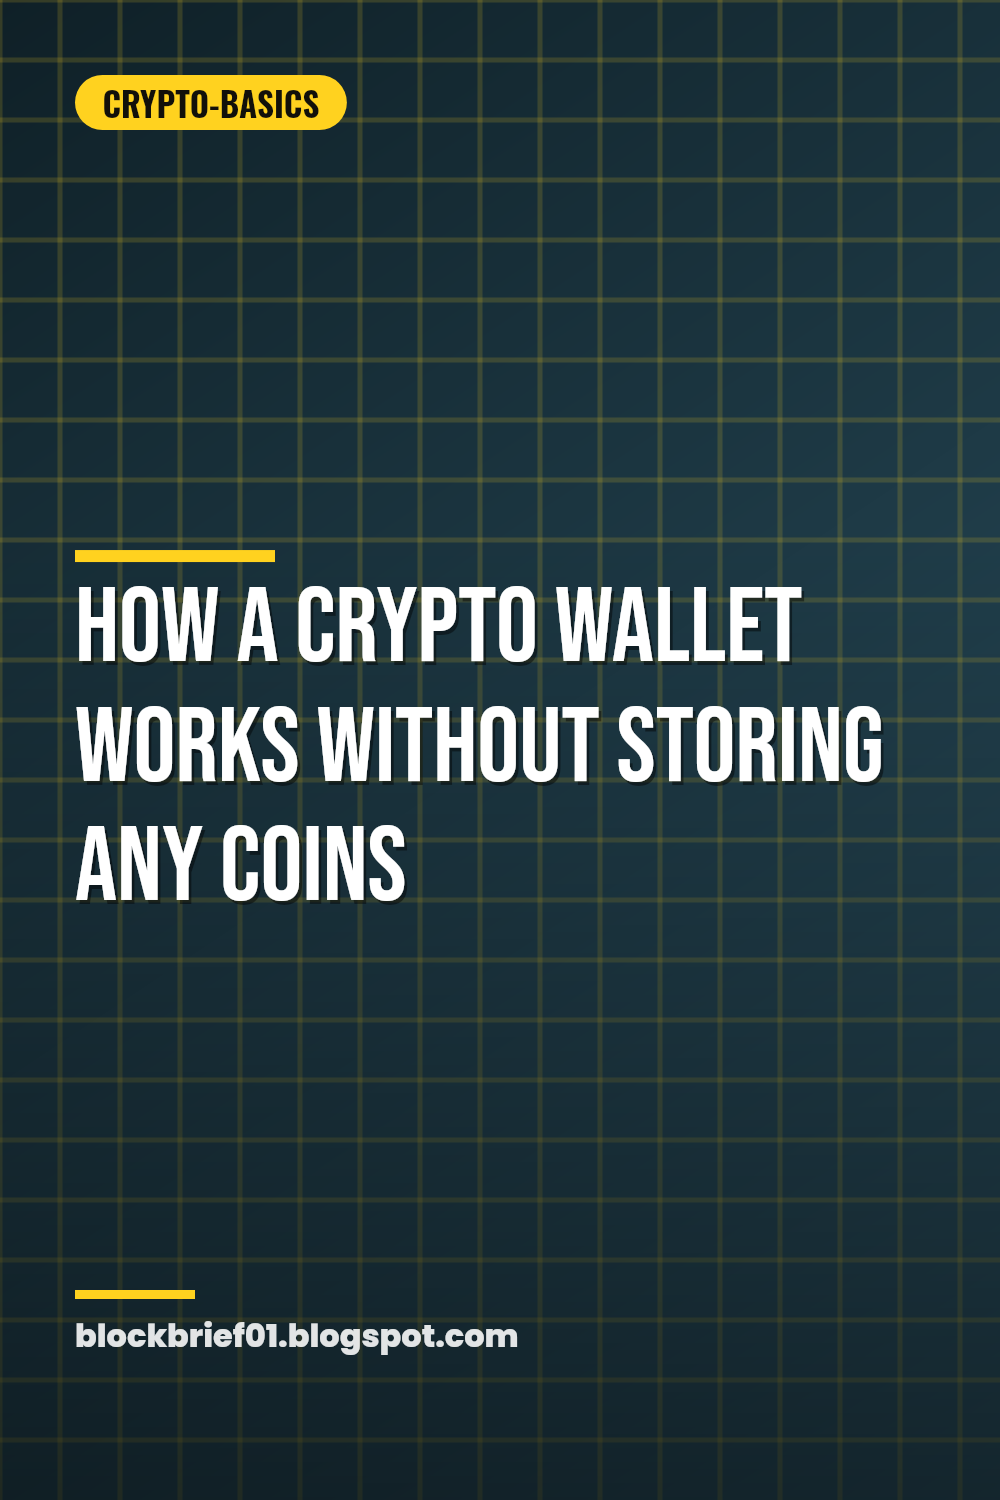 CRYPTO-BASICS
HOW A CRYPTO WALLET
WORKS WITHOUT STORING
ANY COINS
blockbrief01.blogspot.com